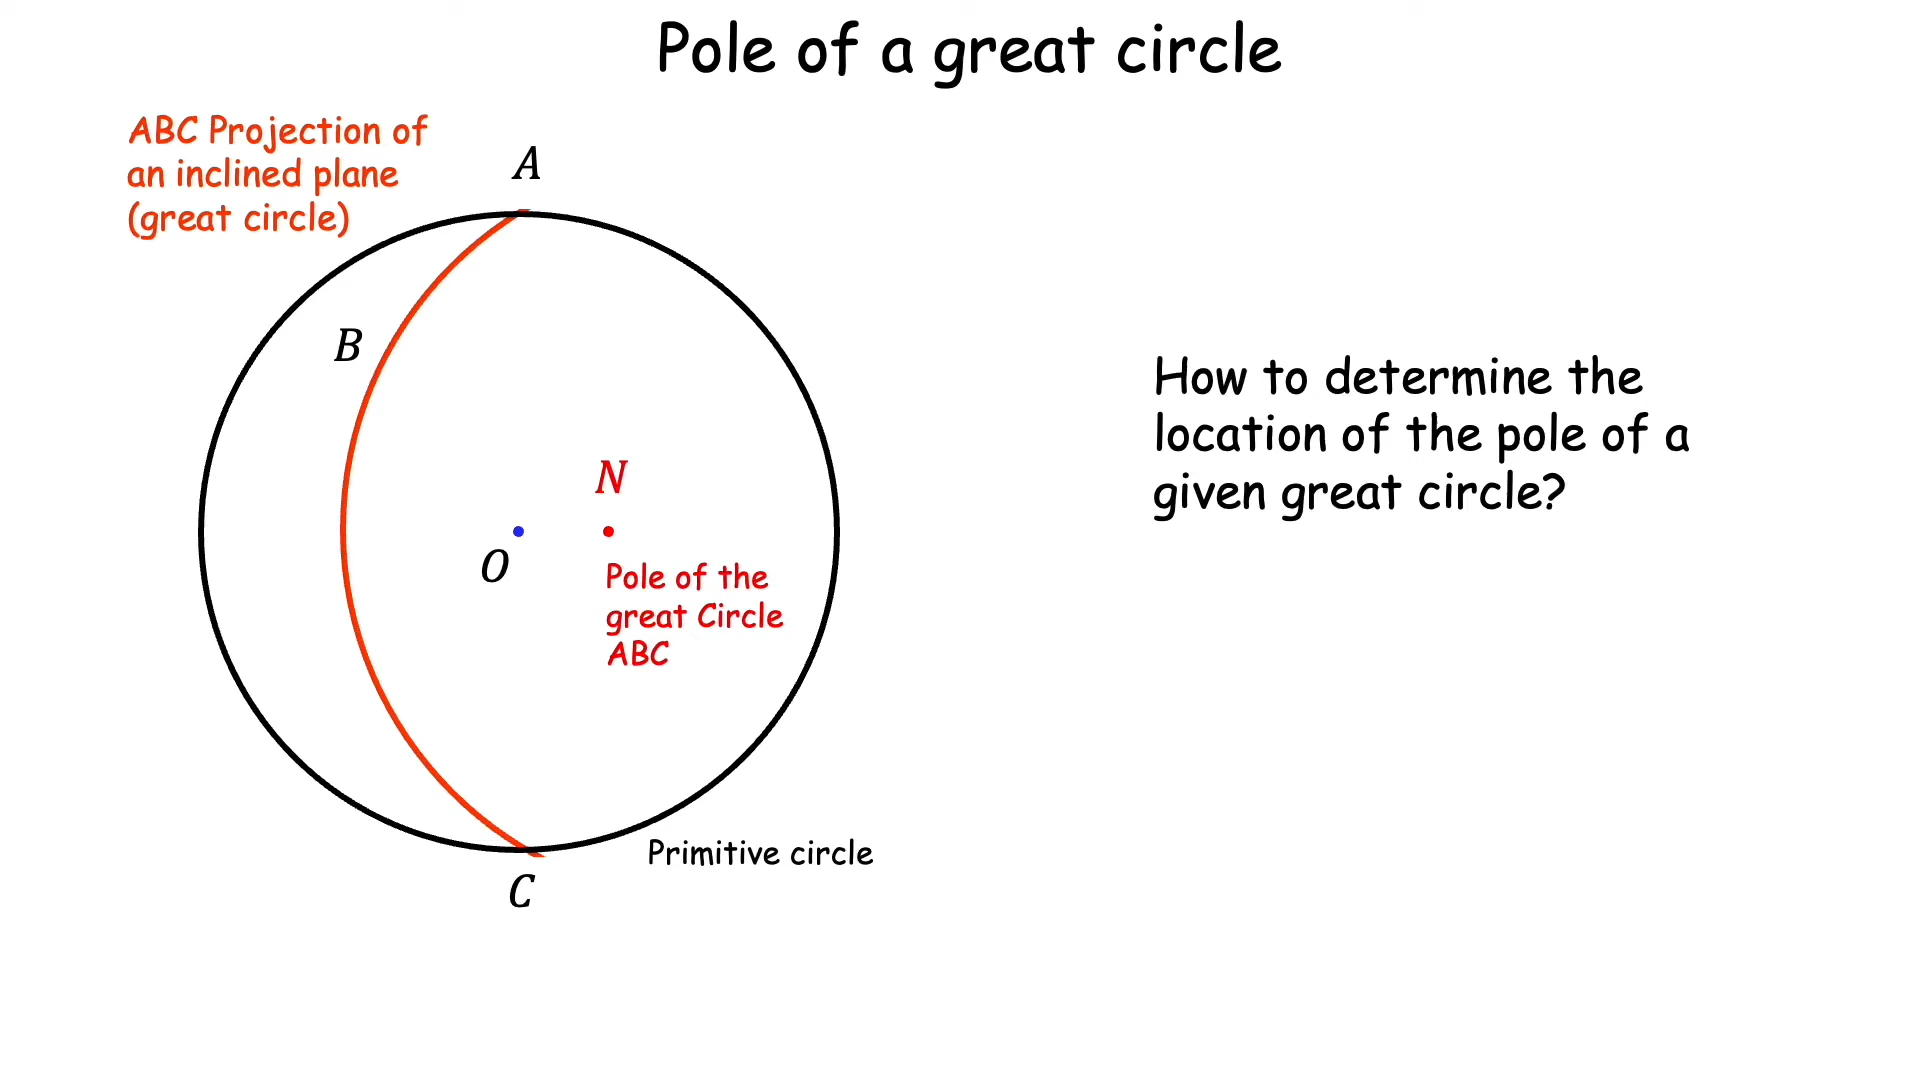 Pole of a great circle
ABC Projection of
an inclined plane
(great circle)
A
B
N
O
Pole of the
great Circle
ABC
Primitive circle
C
How to determine the
location of the pole of a
given great circle?